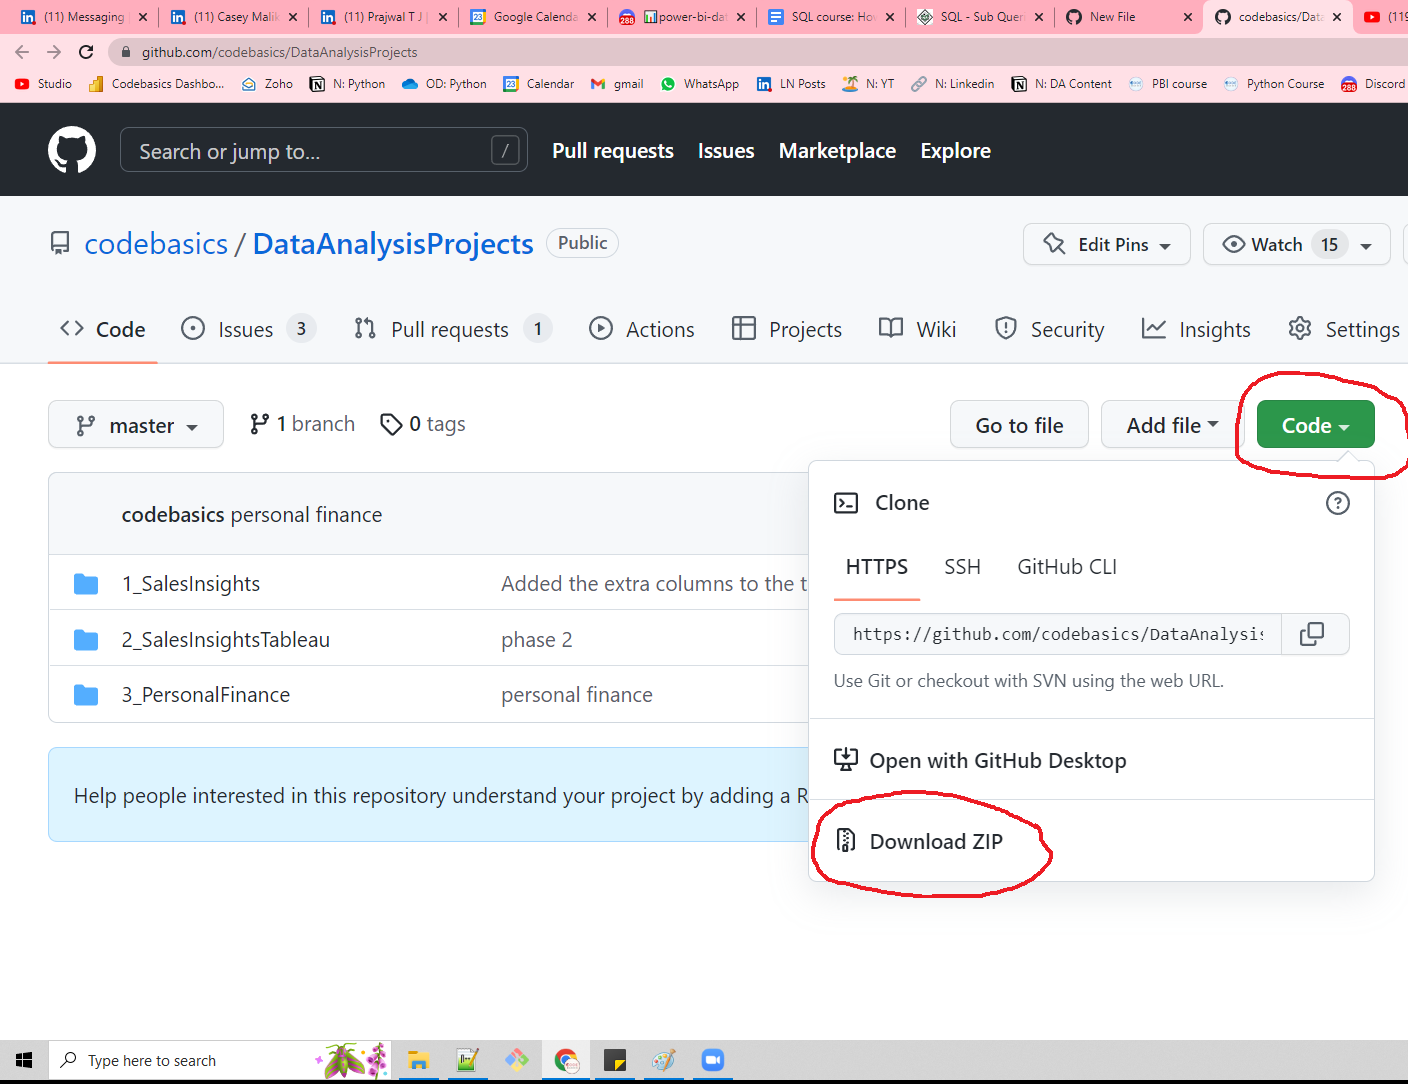 (11) Messaging
(11) Casey Malik
(11) Prajwal T J
Google Calenda
power-bi-dat
SQL course: Ho
SQL - Sub Quer
New File
codebasics/Data
(119
github.com/codebasics/DataAnalysisProjects
Studio
Codebasics Dashbo...
Zoho
N: Python
OD: Python
Calendar
gmail
WhatsApp
LN Posts
N: YT
N: Linkedin
N: DA Content
PBI course
Python Course
Discord
Search or jump to...
/
Pull requests
Issues
Marketplace
Explore
codebasics / DataAnalysisProjects
Public
Edit Pins
Watch 15
Code
Issues 3
Pull requests 1
Actions
Projects
Wiki
Security
Insights
Settings
master
1 branch
0 tags
Go to file
Add file
Code
codebasics personal finance
1_SalesInsights
Added the extra columns to the t
2_SalesInsightsTableau
phase 2
3_PersonalFinance
personal finance
Help people interested in this repository understand your project by adding a R
Clone
HTTPS
SSH
GitHub CLI
https://github.com/codebasics/DataAnalysis
Use Git or checkout with SVN using the web URL.
Open with GitHub Desktop
Download ZIP
Type here to search